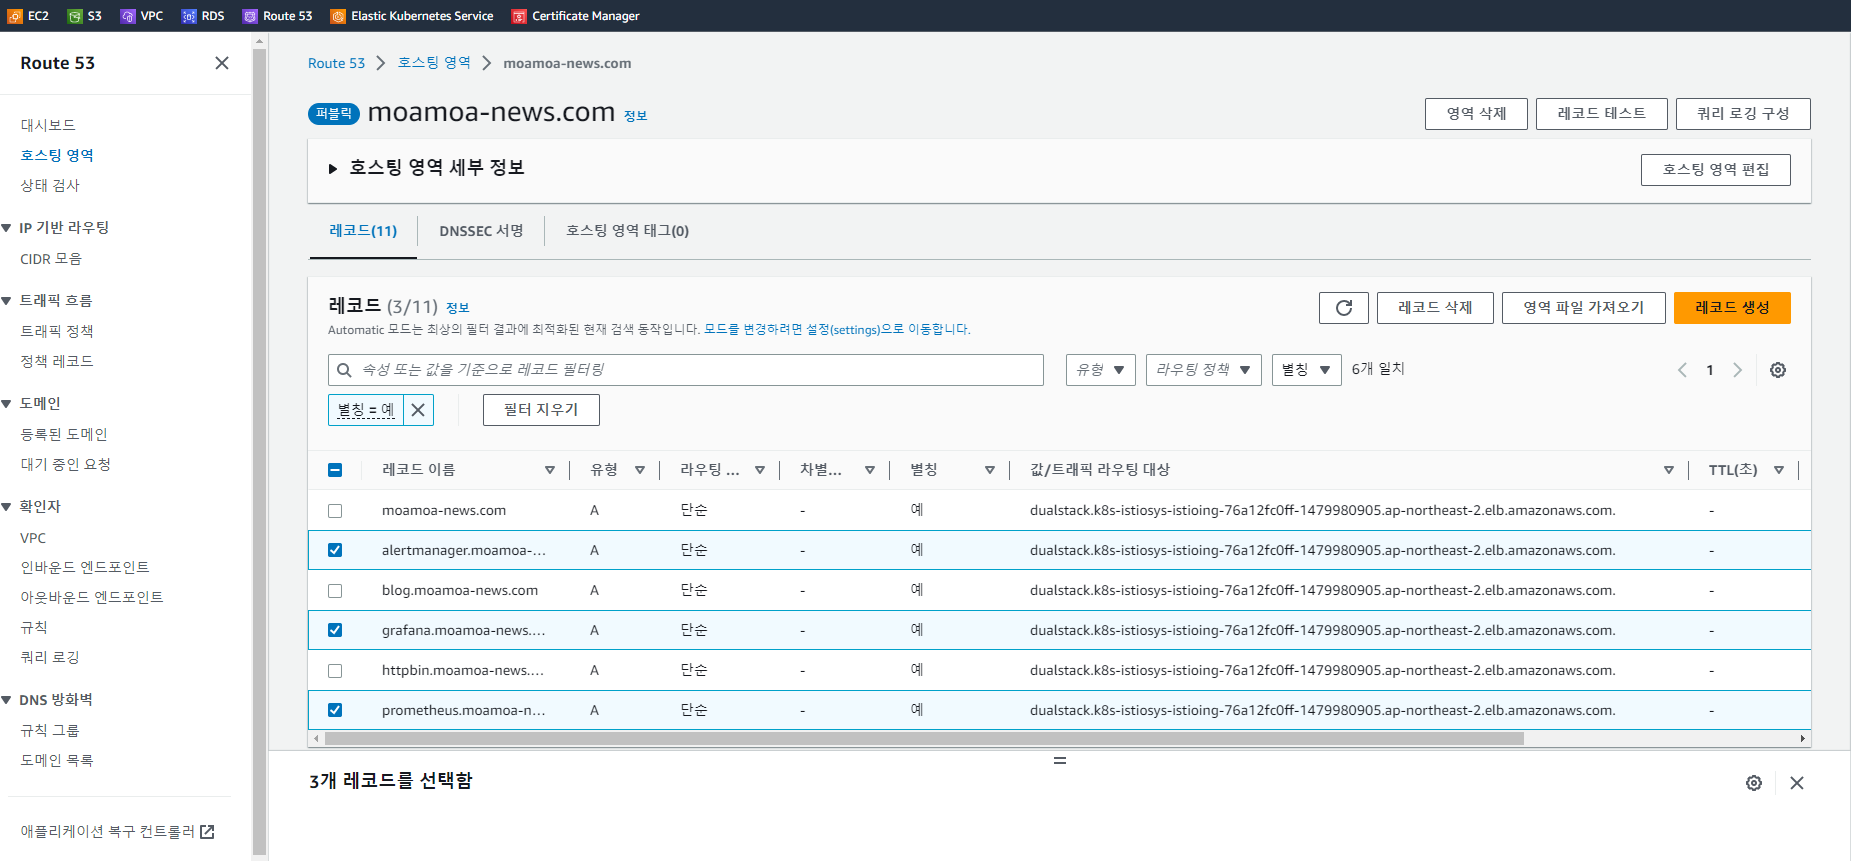 EC2 S3 VPC RDS Route 53 Elastic Kubernetes Service Certificate Manager
Route 53
대시보드
호스팅 영역
상태 검사
IP 기반 라우팅
CIDR 모음
트래픽 흐름
트래픽 정책
정책 레코드
도메인
등록된 도메인
대기 중인 요청
확인자
VPC
인바운드 엔드포인트
아웃바운드 엔드포인트
규칙
쿼리 로깅
DNS 방화벽
규칙 그룹
도메인 목록
애플리케이션 복구 컨트롤러
Route 53 호스팅 영역 moamoa-news.com
퍼블릭 moamoa-news.com 정보
영역 삭제 레코드 테스트 쿼리 로깅 구성
호스팅 영역 세부 정보 호스팅 영역 편집
레코드(11) DNSSEC 서명 호스팅 영역 태그(0)
레코드 (3/11) 정보
레코드 삭제 영역 파일 가져오기 레코드 생성
Automatic 모드는 최상의 필터 결과에 최적화된 현재 검색 동작입니다. 모드를 변경하려면 설정(settings)으로 이동합니다.
속성 또는 값을 기준으로 레코드 필터링 유형 라우팅 정책 별칭 6개 일치 1
별칭 = 예 필터 지우기
레코드 이름 유형 라우팅 ... 차별... 별칭 값/트래픽 라우팅 대상 TTL(초)
moamoa-news.com A 단순 - 예 dualstack.k8s-istiosys-istioing-76a12fc0ff-1479980905.ap-northeast-2.elb.amazonaws.com. -
alertmanager.moamoa-... A 단순 - 예 dualstack.k8s-istiosys-istioing-76a12fc0ff-1479980905.ap-northeast-2.elb.amazonaws.com. -
blog.moamoa-news.com A 단순 - 예 dualstack.k8s-istiosys-istioing-76a12fc0ff-1479980905.ap-northeast-2.elb.amazonaws.com. -
grafana.moamoa-news.... A 단순 - 예 dualstack.k8s-istiosys-istioing-76a12fc0ff-1479980905.ap-northeast-2.elb.amazonaws.com. -
httpbin.moamoa-news.... A 단순 - 예 dualstack.k8s-istiosys-istioing-76a12fc0ff-1479980905.ap-northeast-2.elb.amazonaws.com. -
prometheus.moamoa-n... A 단순 - 예 dualstack.k8s-istiosys-istioing-76a12fc0ff-1479980905.ap-northeast-2.elb.amazonaws.com. -
3개 레코드를 선택함